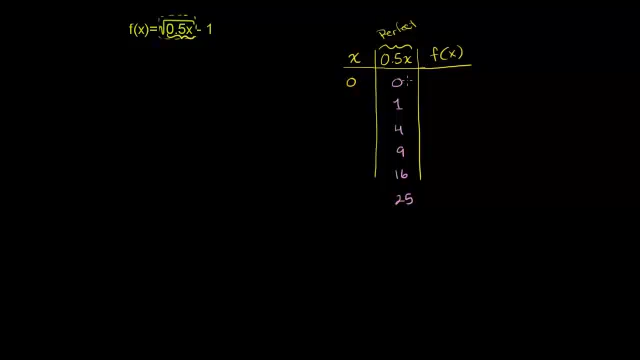 f(x)=√0.5x - 1
Perfect
x 0.5x f(x)
0 0
1
4
9
16
25